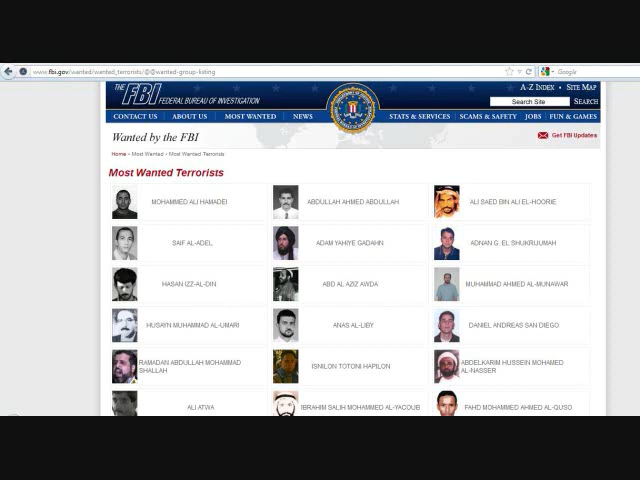 www.fbi.gov/wanted/wanted_terrorists/@@wanted-group-listing
Google
THE FBI FEDERAL BUREAU OF INVESTIGATION
A-Z INDEX • SITE MAP
Search Site SEARCH
CONTACT US ABOUT US MOST WANTED NEWS STATS & SERVICES SCAMS & SAFETY JOBS FUN & GAMES
Wanted by the FBI
Get FBI Updates
Home • Most Wanted • Most Wanted Terrorists
Most Wanted Terrorists
MOHAMMED ALI HAMADEI ABDULLAH AHMED ABDULLAH ALI SAED BIN ALI EL-HOORIE
SAIF AL-ADEL ADAM YAHIYE GADAHN ADNAN G. EL SHUKRIJUMAH
HASAN IZZ-AL-DIN ABD AL AZIZ AWDA MUHAMMAD AHMED AL-MUNAWAR
HUSAYN MUHAMMAD AL-UMARI ANAS AL-LIBY DANIEL ANDREAS SAN DIEGO
RAMADAN ABDULLAH MOHAMMAD SHALLAH ISNILON TOTONI HAPILON ABDELKARIM HUSSEIN MOHAMED AL-NASSER
ALI ATWA IBRAHIM SALIH MOHAMMED AL-YACOUB FAHD MOHAMMED AHMED AL-QUSO